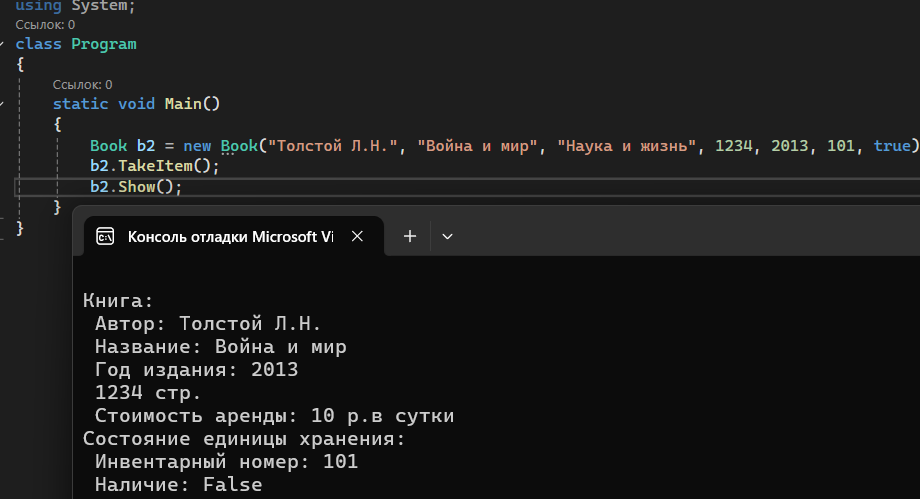 using System;
Ссылок: 0
class Program
{
Ссылок: 0
static void Main()
{
Book b2 = new Book("Толстой Л.Н.", "Война и мир", "Наука и жизнь", 1234, 2013, 101, true)
b2.TakeItem();
b2.Show();
}
}
Консоль отладки Microsoft Vi
Книга:
Автор: Толстой Л.Н.
Название: Война и мир
Год издания: 2013
1234 стр.
Стоимость аренды: 10 р.в сутки
Состояние единицы хранения:
Инвентарный номер: 101
Наличие: False